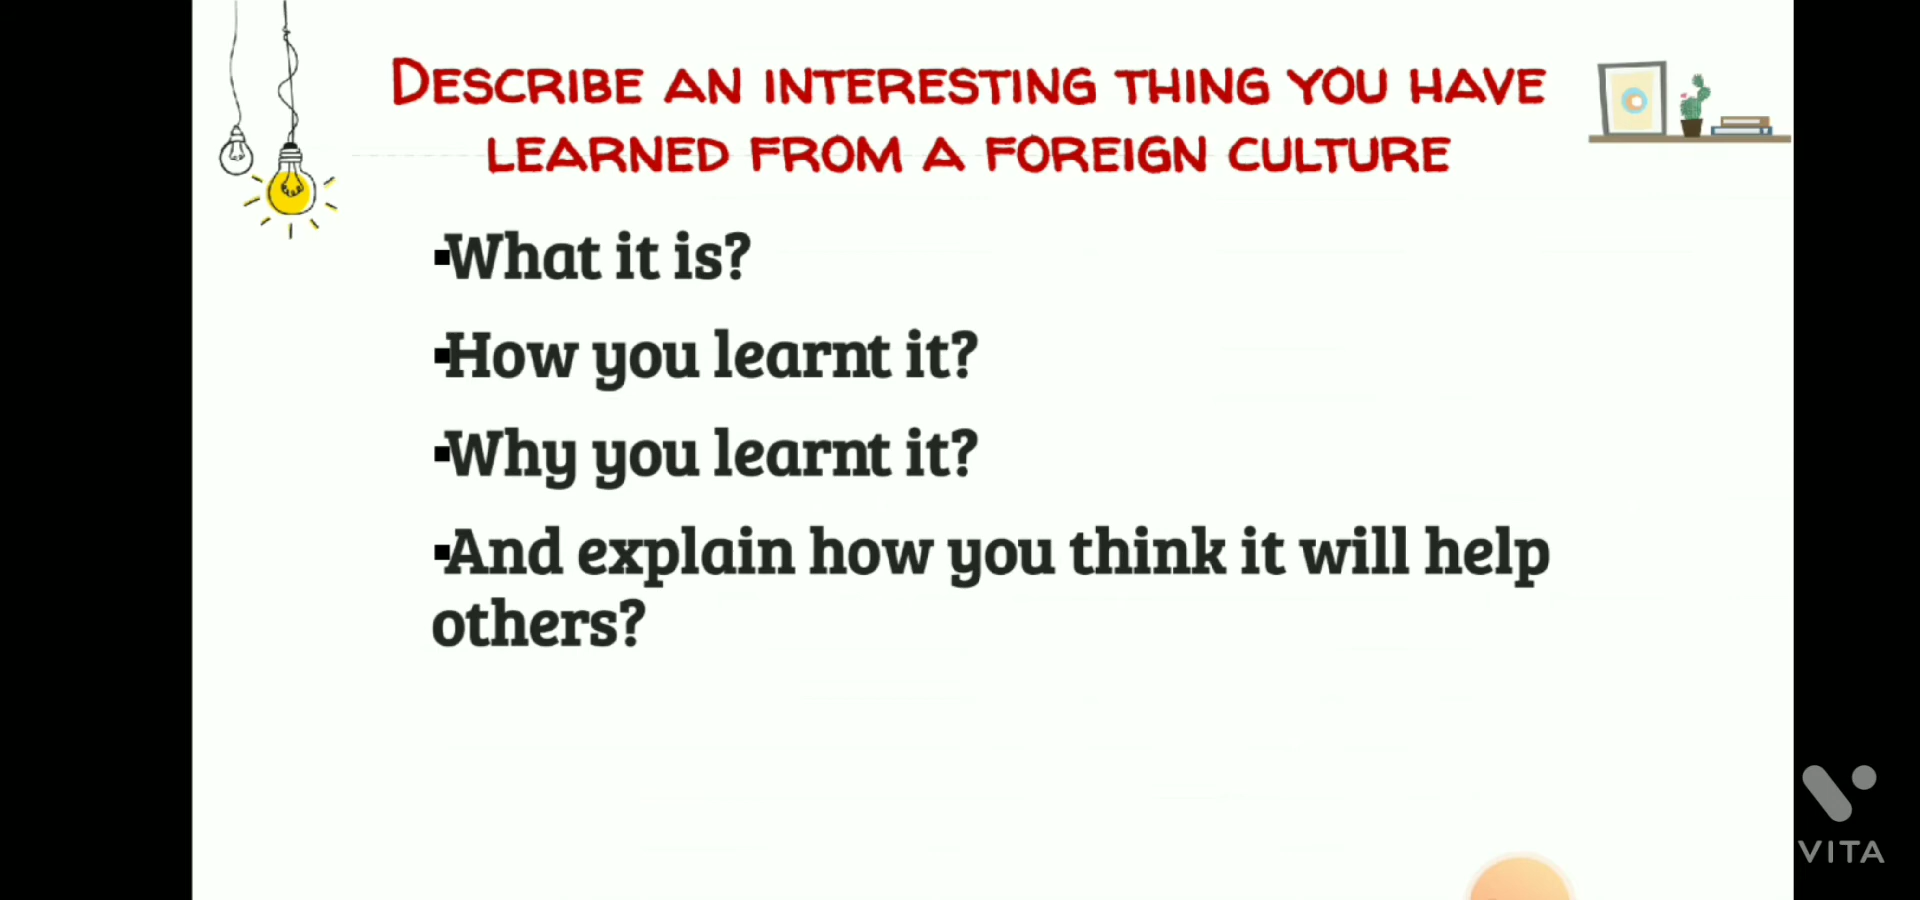 DESCRIBE AN INTERESTING THING YOU HAVE
LEARNED FROM A FOREIGN CULTURE
▪What it is?
▪How you learnt it?
▪Why you learnt it?
▪And explain how you think it will help
others?
VITA